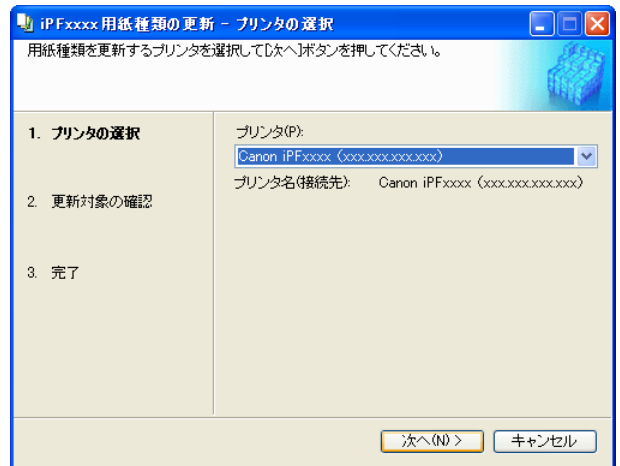 iPFxxxx 用紙種類の更新 - プリンタの選択
用紙種類を更新するプリンタを選択して[次へ]ボタンを押してください。
1. プリンタの選択
プリンタ(P):
Canon iPFxxxx (xxx.xxx.xxx.xxx)
プリンタ名(接続先): Canon iPFxxxx (xxx.xxx.xxx.xxx)
2. 更新対象の確認
3. 完了
次へ(N) >
キャンセル